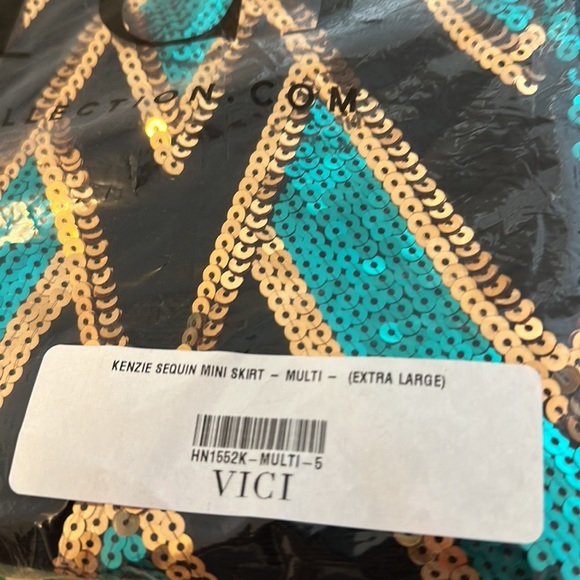 LLECTION.COM
KENZIE SEQUIN MINI SKIRT – MULTI – (EXTRA LARGE)
HN1552K-MULTI-5
VICI